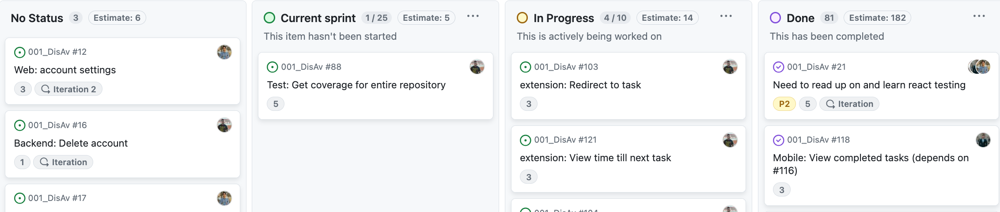 No Status 3 Estimate: 6
001_DisAv #12
Web: account settings
3 Iteration 2
001_DisAv #16
Backend: Delete account
1 Iteration
001_DisAv #17
Current sprint 1 / 25 Estimate: 5
This item hasn't been started
001_DisAv #88
Test: Get coverage for entire repository
5
In Progress 4 / 10 Estimate: 14
This is actively being worked on
001_DisAv #103
extension: Redirect to task
3
001_DisAv #121
extension: View time till next task
3
Done 81 Estimate: 182
This has been completed
001_DisAv #21
Need to read up on and learn react testing
P2 5 Iteration
001_DisAv #118
Mobile: View completed tasks (depends on
#116)
3